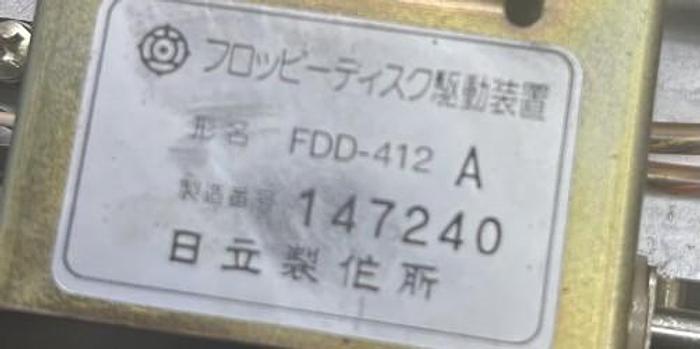 フロッピーディスク駆動装置
形名 FDD-412 A
製造番号 147240
日立製作所